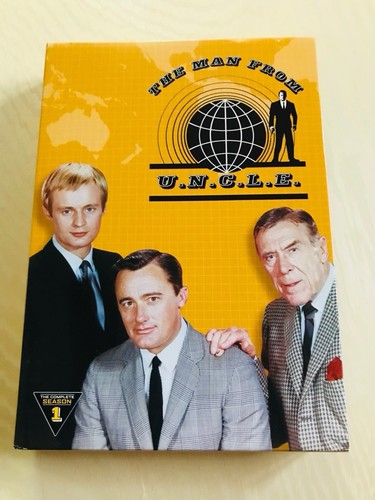 THE MAN FROM
U.N.C.L.E.
THE COMPLETE
SEASON
1